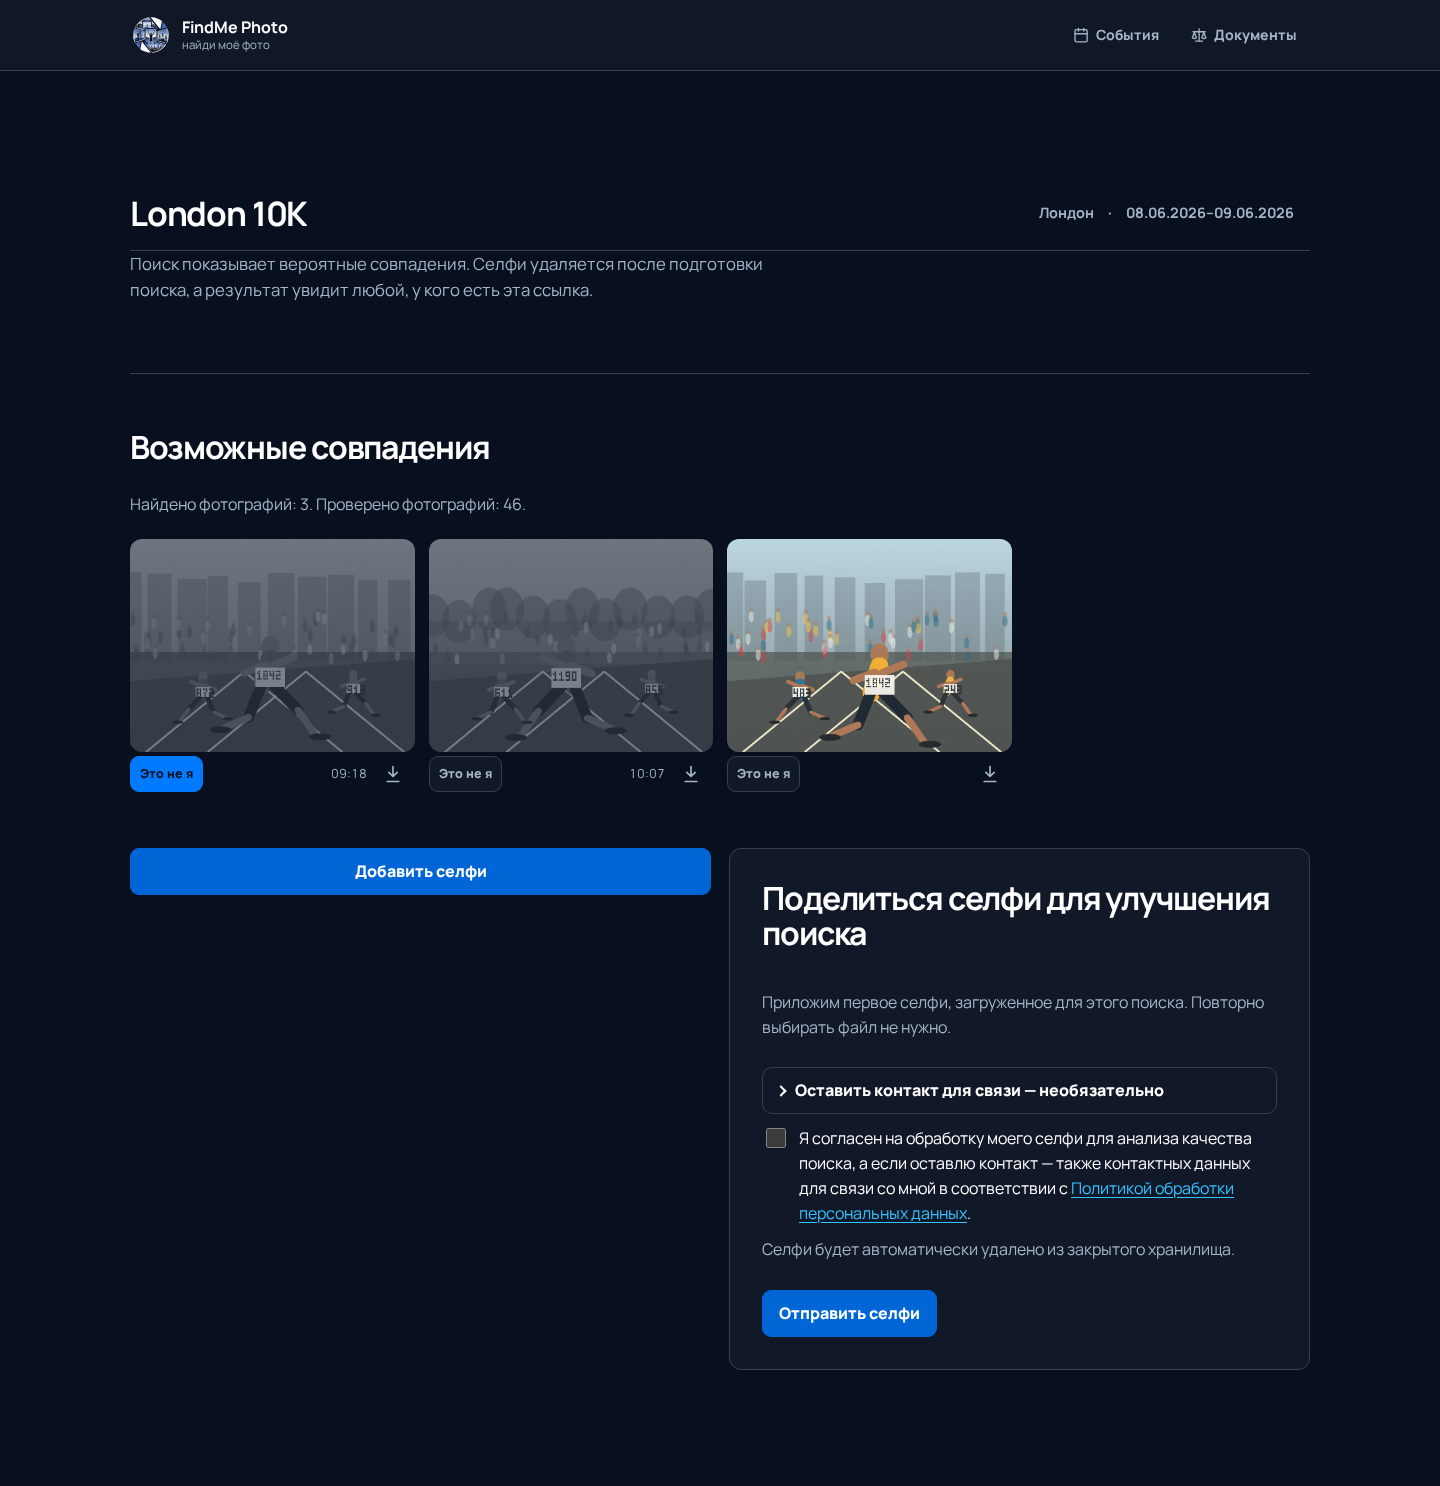 FindMe Photo
найди моё фото
События
Документы
London 10K
Лондон · 08.06.2026–09.06.2026
Поиск показывает вероятные совпадения. Селфи удаляется после подготовки
поиска, а результат увидит любой, у кого есть эта ссылка.
Возможные совпадения
Найдено фотографий: 3. Проверено фотографий: 46.
1842
1190
1842
483
Это не я
09:18
Это не я
10:07
Это не я
Добавить селфи
Поделиться селфи для улучшения
поиска
Приложим первое селфи, загруженное для этого поиска. Повторно
выбирать файл не нужно.
Оставить контакт для связи — необязательно
Я согласен на обработку моего селфи для анализа качества
поиска, а если оставлю контакт — также контактных данных
для связи со мной в соответствии с Политикой обработки
персональных данных.
Селфи будет автоматически удалено из закрытого хранилища.
Отправить селфи